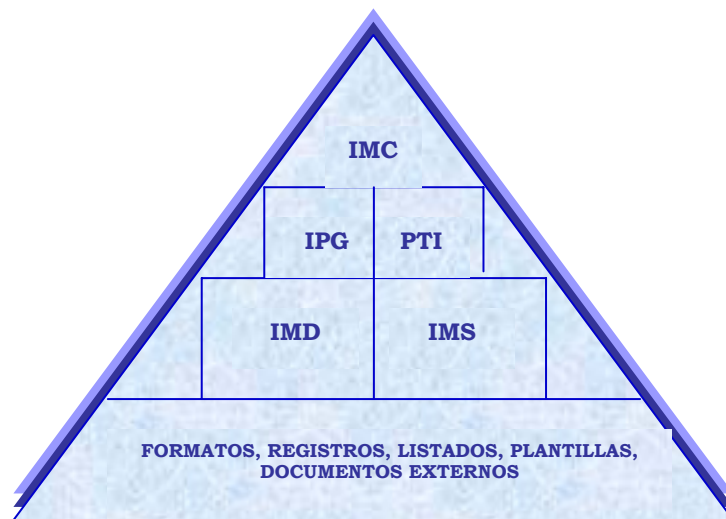 IMC
IPG PTI
IMD IMS
FORMATOS, REGISTROS, LISTADOS, PLANTILLAS,
DOCUMENTOS EXTERNOS